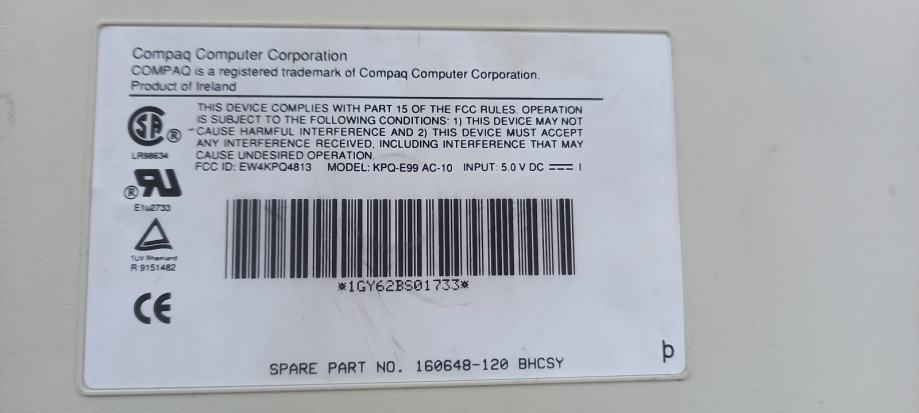 Compaq Computer Corporation
COMPAQ is a registered trademark of Compaq Computer Corporation.
Product of Ireland
THIS DEVICE COMPLIES WITH PART 15 OF THE FCC RULES. OPERATION
IS SUBJECT TO THE FOLLOWING CONDITIONS: 1) THIS DEVICE MAY NOT
CAUSE HARMFUL INTERFERENCE AND 2) THIS DEVICE MUST ACCEPT
ANY INTERFERENCE RECEIVED, INCLUDING INTERFERENCE THAT MAY
CAUSE UNDESIRED OPERATION.
FCC ID: EW4KPQ4813 MODEL: KPQ-E99 AC-10 INPUT: 5.0 V DC
SA ®
LR98634
® RU
TUV Rheinland
R 9151482
CE
*1GY62BS01733*
SPARE PART NO. 160648-120 BHCSY
þ